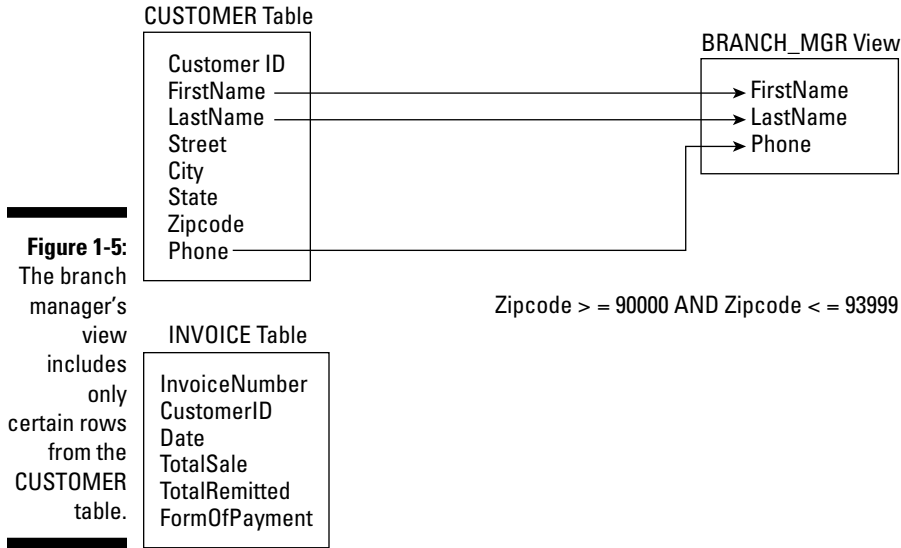 CUSTOMER Table
Customer ID
FirstName
LastName
Street
City
State
Zipcode
Phone
BRANCH_MGR View
FirstName
LastName
Phone
Zipcode > = 90000 AND Zipcode < = 93999
Figure 1-5:
The branch
manager's
view
includes
only
certain rows
from the
CUSTOMER
table.
INVOICE Table
InvoiceNumber
CustomerID
Date
TotalSale
TotalRemitted
FormOfPayment